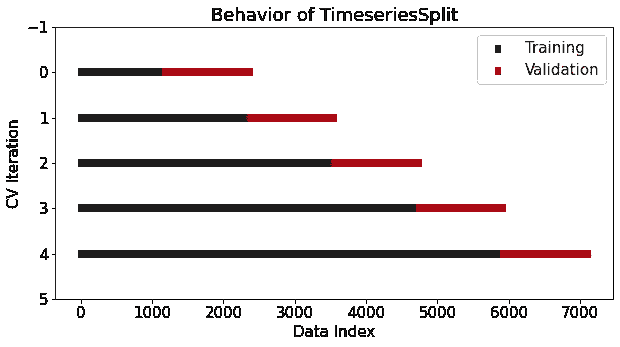 Behavior of TimeseriesSplit
Training
Validation
−1
0
1
2
3
4
5
CV Iteration
0 1000 2000 3000 4000 5000 6000 7000
Data Index